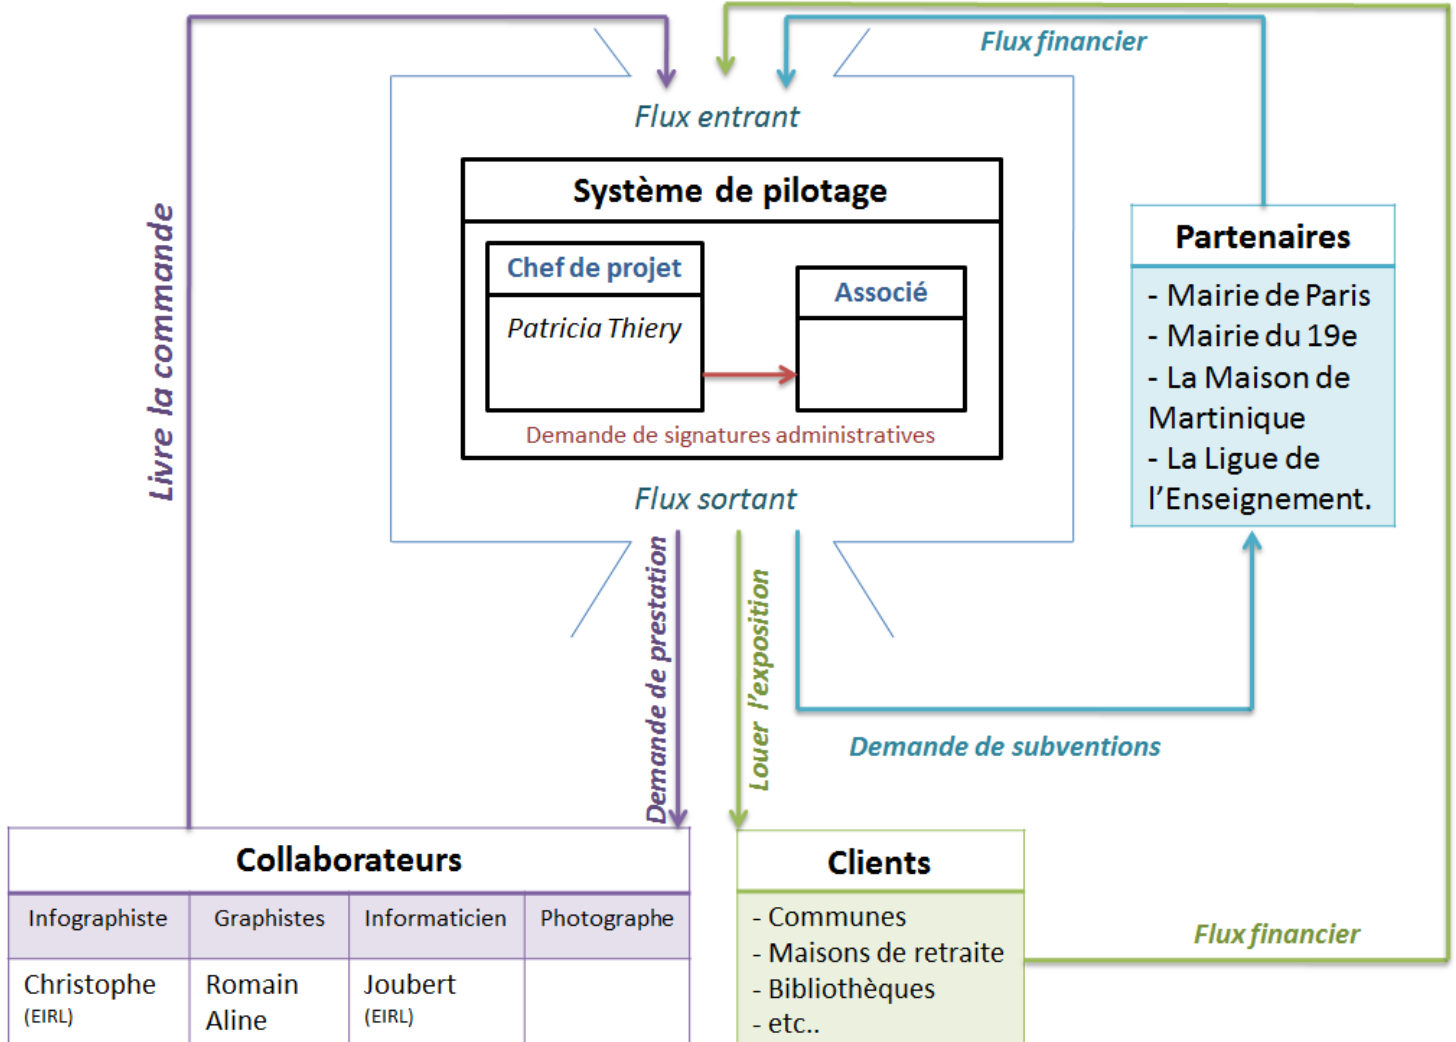 Flux financier
Flux entrant
Système de pilotage
Chef de projet
Patricia Thiery
Associé
Demande de signatures administratives
Flux sortant
Livre la commande
Partenaires
- Mairie de Paris
- Mairie du 19e
- La Maison de
Martinique
- La Ligue de
l’Enseignement.
Demande de prestation
Louer l’exposition
Demande de subventions
Collaborateurs
Infographiste
Graphistes
Informaticien
Photographe
Christophe
(EIRL)
Romain
Aline
Joubert
(EIRL)
Clients
- Communes
- Maisons de retraite
- Bibliothèques
- etc..
Flux financier